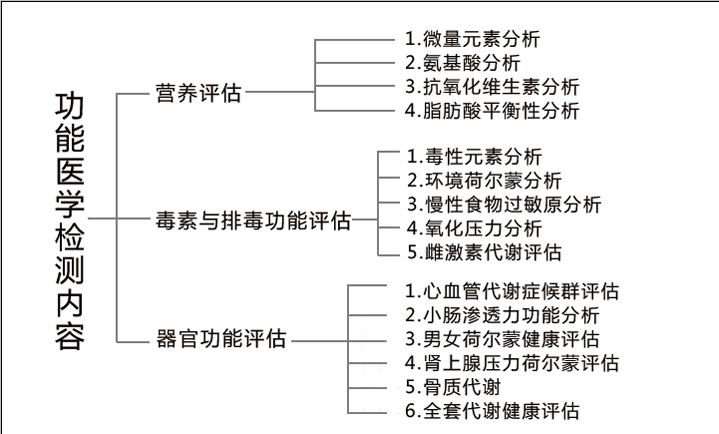 功能医学检测内容
营养评估
1.微量元素分析
2.氨基酸分析
3.抗氧化维生素分析
4.脂肪酸平衡性分析
毒素与排毒功能评估
1.毒性元素分析
2.环境荷尔蒙分析
3.慢性食物过敏原分析
4.氧化压力分析
5.雌激素代谢评估
器官功能评估
1.心血管代谢症候群评估
2.小肠渗透力功能分析
3.男女荷尔蒙健康评估
4.肾上腺压力荷尔蒙评估
5.骨质代谢
6.全套代谢健康评估